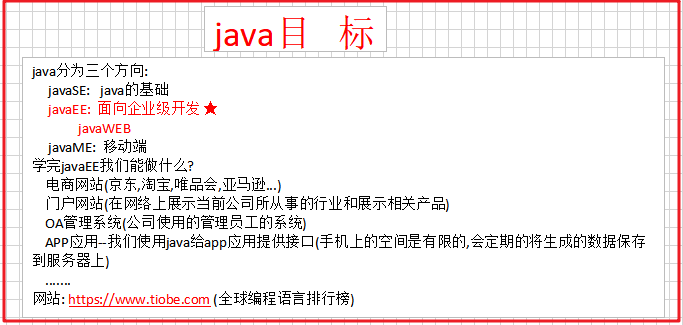 java目 标
java分为三个方向:
javaSE: java的基础
javaEE: 面向企业级开发★
javaWEB
javaME: 移动端
学完javaEE我们能做什么?
电商网站(京东,淘宝,唯品会,亚马逊...)
门户网站(在网络上展示当前公司所从事的行业和展示相关产品)
OA管理系统(公司使用的管理员工的系统)
APP应用--我们使用java给app应用提供接口(手机上的空间是有限的,会定期的将生成的数据保存
到服务器上)
.......
网站: https://www.tiobe.com (全球编程语言排行榜)